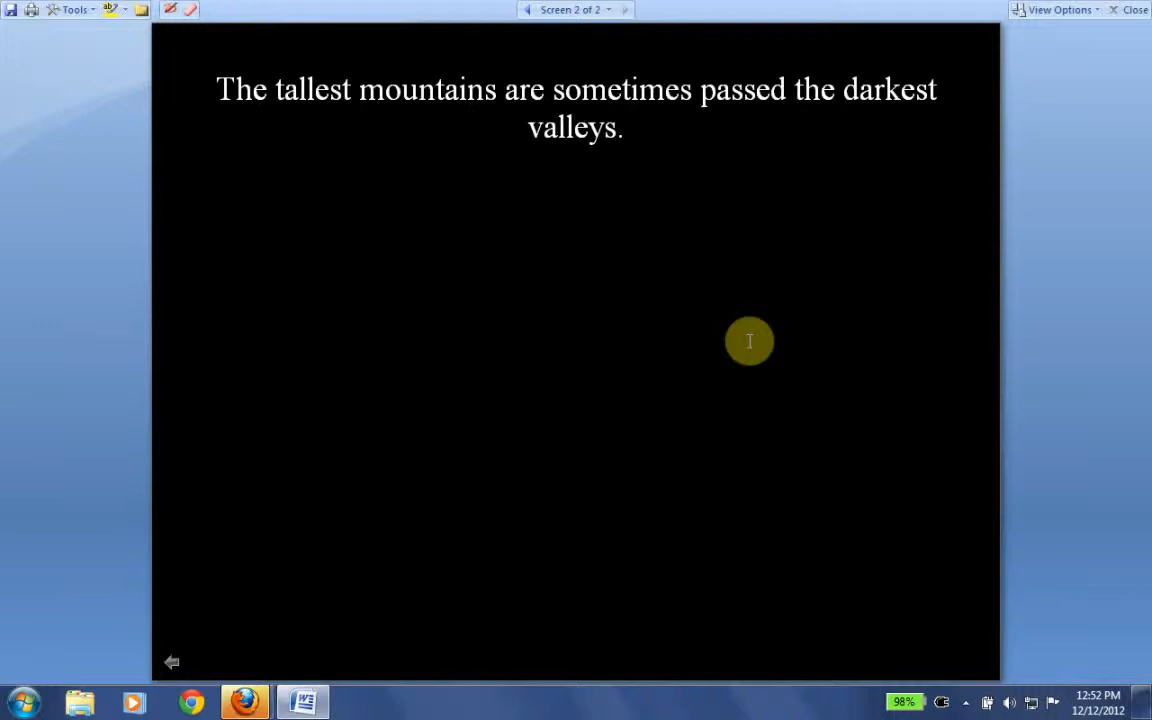 Tools
Screen 2 of 2
View Options
Close
The tallest mountains are sometimes passed the darkest
valleys.
98%
12:52 PM
12/12/2012